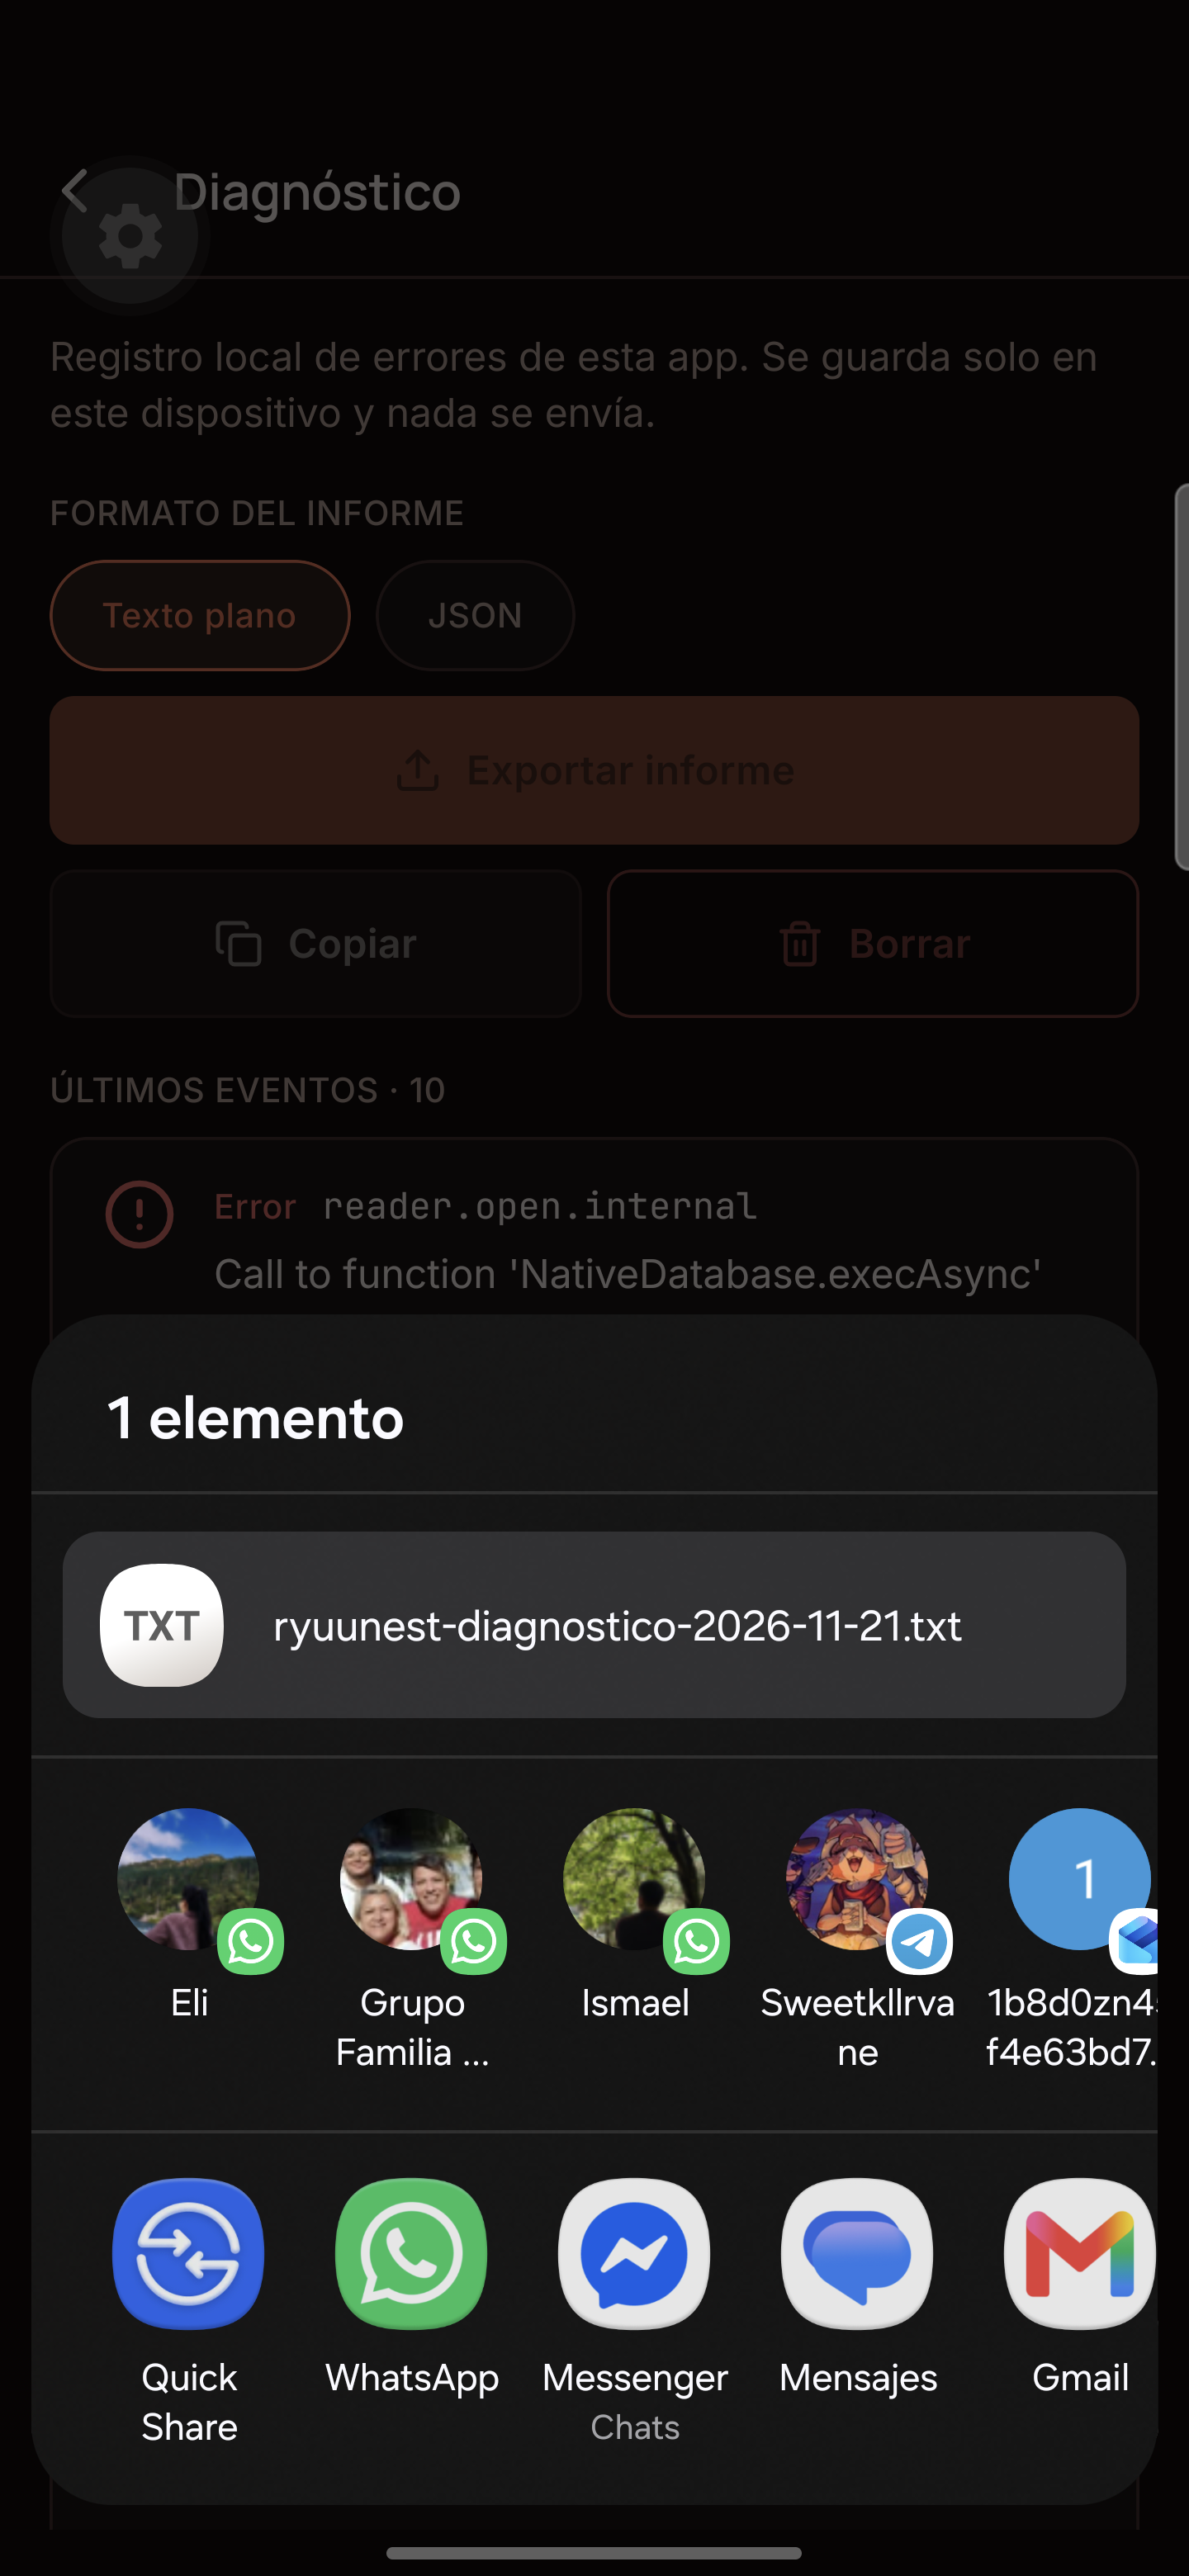 Diagnóstico
Registro local de errores de esta app. Se guarda solo en
este dispositivo y nada se envía.
FORMATO DEL INFORME
Texto plano
JSON
Exportar informe
Copiar
Borrar
ÚLTIMOS EVENTOS · 10
Error reader.open.internal
Call to function 'NativeDatabase.execAsync'
1 elemento
TXT
ryuunest-diagnostico-2026-11-21.txt
1
Eli
Grupo
Familia ...
Ismael
Sweetkllrva
ne
1b8d0zn4
f4e63bd7.
Quick
Share
WhatsApp
Messenger
Chats
Mensajes
Gmail